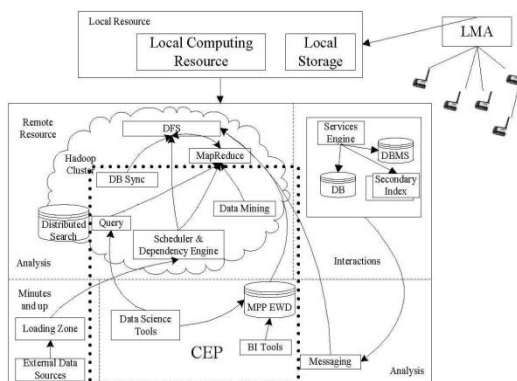 Local Resource
Local Computing
Resource
Local
Storage
LMA
Remote
Resource
DFS
MapReduce
Hadoop
Cluster
DB Sync
Data Mining
Distributed
Search
Query
Scheduler &
Dependency Engine
Analysis
Services
Engine
DBMS
DB
Secondary
Index
Interactions
Minutes
and up
Loading Zone
External Data
Sources
Data Science
Tools
MPP EWD
CEP
BI Tools
Messaging
Analysis